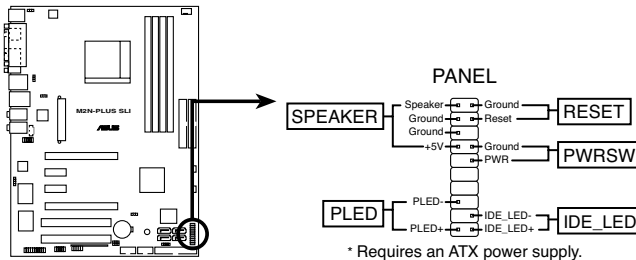 M2N-PLUS SLI
ASUS
PANEL
SPEAKER
Speaker
Ground
Ground
+5V
Ground
Reset
RESET
Ground
PWR
PWRSW
PLED
PLED-
PLED+
IDE_LED-
IDE_LED+
IDE_LED
* Requires an ATX power supply.